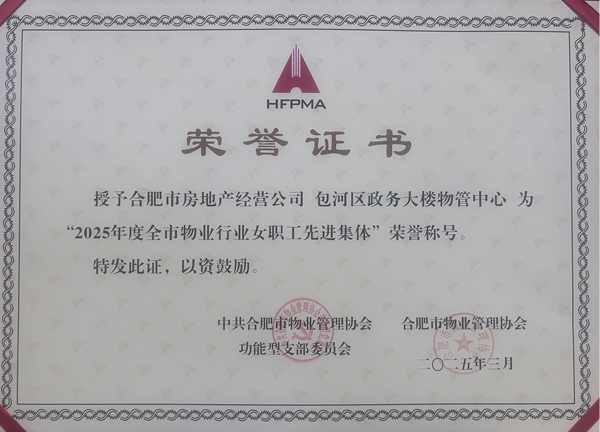 HFPMA
荣誉证书
授予合肥市房地产经营公司 包河区政务大楼物管中心 为
“2025年度全市物业行业女职工先进集体”荣誉称号。
特发此证，以资鼓励。
中共合肥市物业管理协会 合肥市物业管理协会
功能型支部委员会 二〇二五年三月